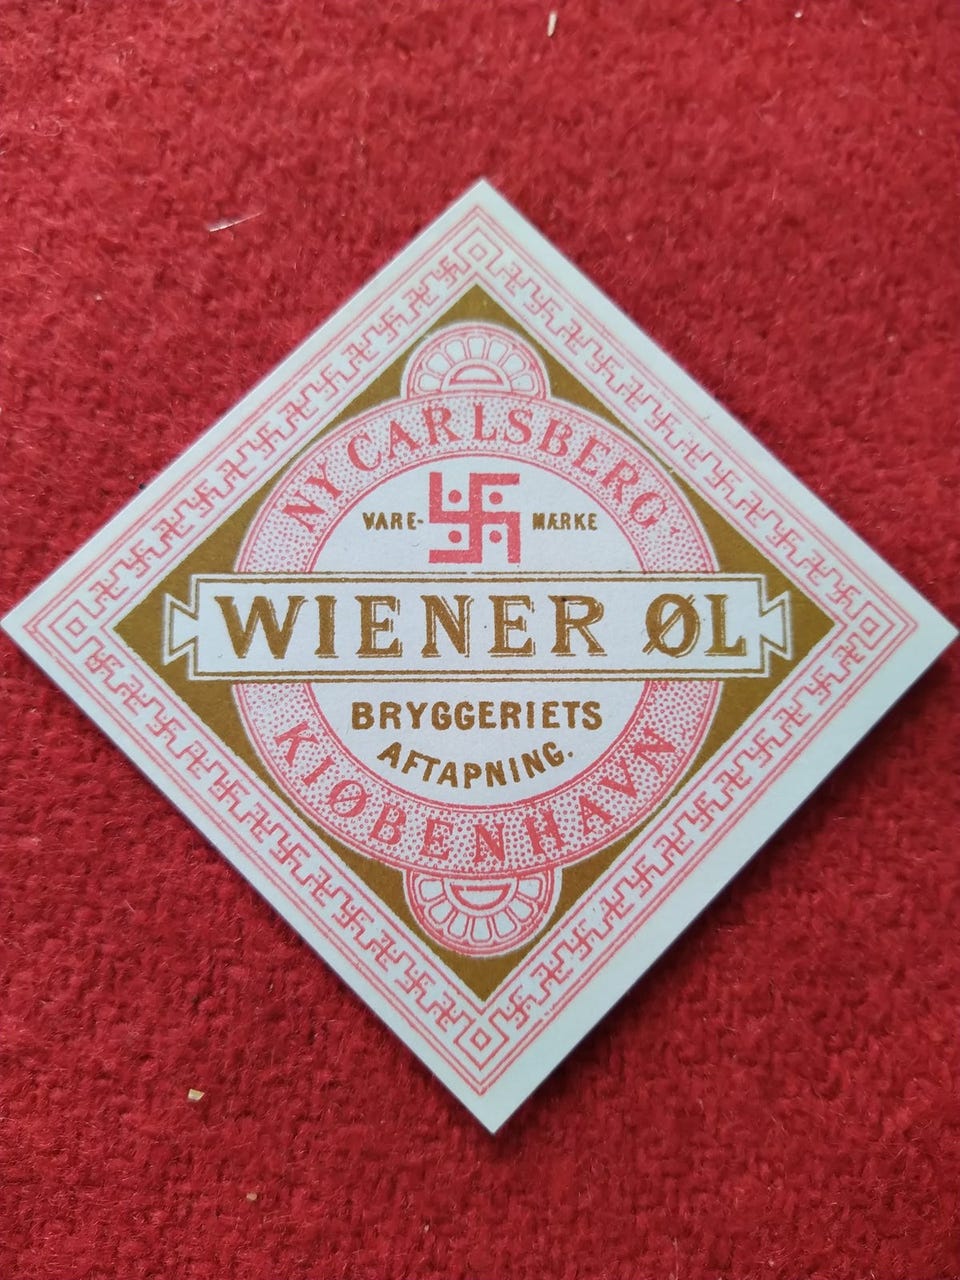 NY CARLSBERG
VARE- MÆRKE
WIENER ØL
BRYGGERIETS
AFTAPNING.
KIØBENHAVN